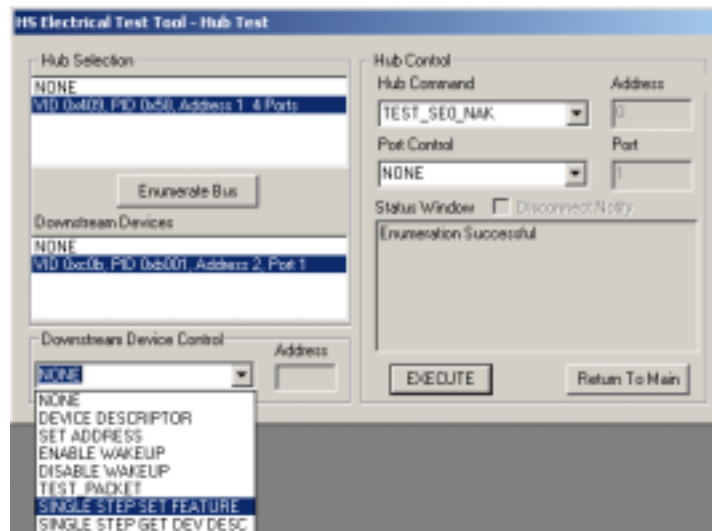 HS Electrical Test Tool - Hub Test
Hub Selection
NONE
VID 0x409, PID 0x58, Address 1 4 Ports
Enumerate Bus
Downstream Devices
NONE
VID 0xc0b, PID 0xb001, Address 2, Port 1
Downstream Device Control
Address
NONE
NONE
DEVICE DESCRIPTOR
SET ADDRESS
ENABLE WAKEUP
DISABLE WAKEUP
TEST_PACKET
SINGLE STEP SET FEATURE
SINGLE STEP GET DEV DESC
Hub Control
Hub Command
Address
TEST_SE0_NAK
0
Port Control
Port
NONE
1
Status Window
Disconnect Notify
Enumeration Successful
EXECUTE
Return To Main